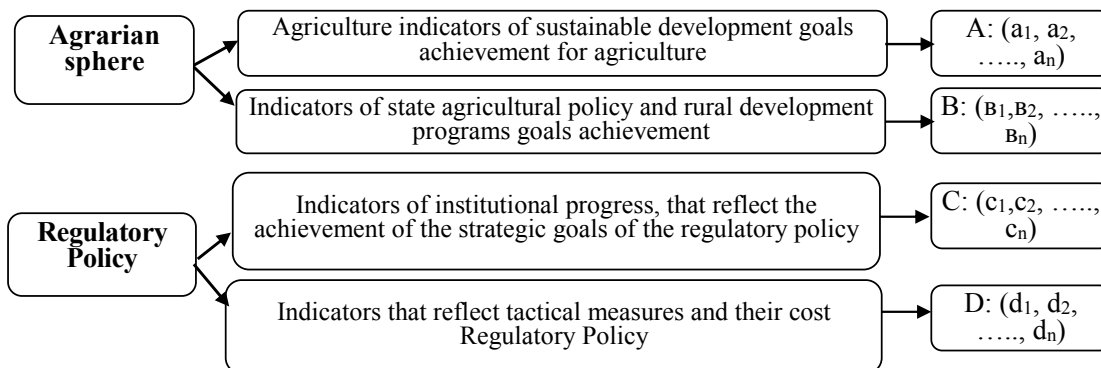 Agrarian
sphere
Agriculture indicators of sustainable development goals
achievement for agriculture
A: (a₁, a₂,
….., aₙ)
Indicators of state agricultural policy and rural development
programs goals achievement
B: (в₁,в₂, …..,
вₙ)
Regulatory
Policy
Indicators of institutional progress, that reflect the
achievement of the strategic goals of the regulatory policy
C: (c₁,c₂, …..,
cₙ)
Indicators that reflect tactical measures and their cost
Regulatory Policy
D: (d₁, d₂,
….., dₙ)